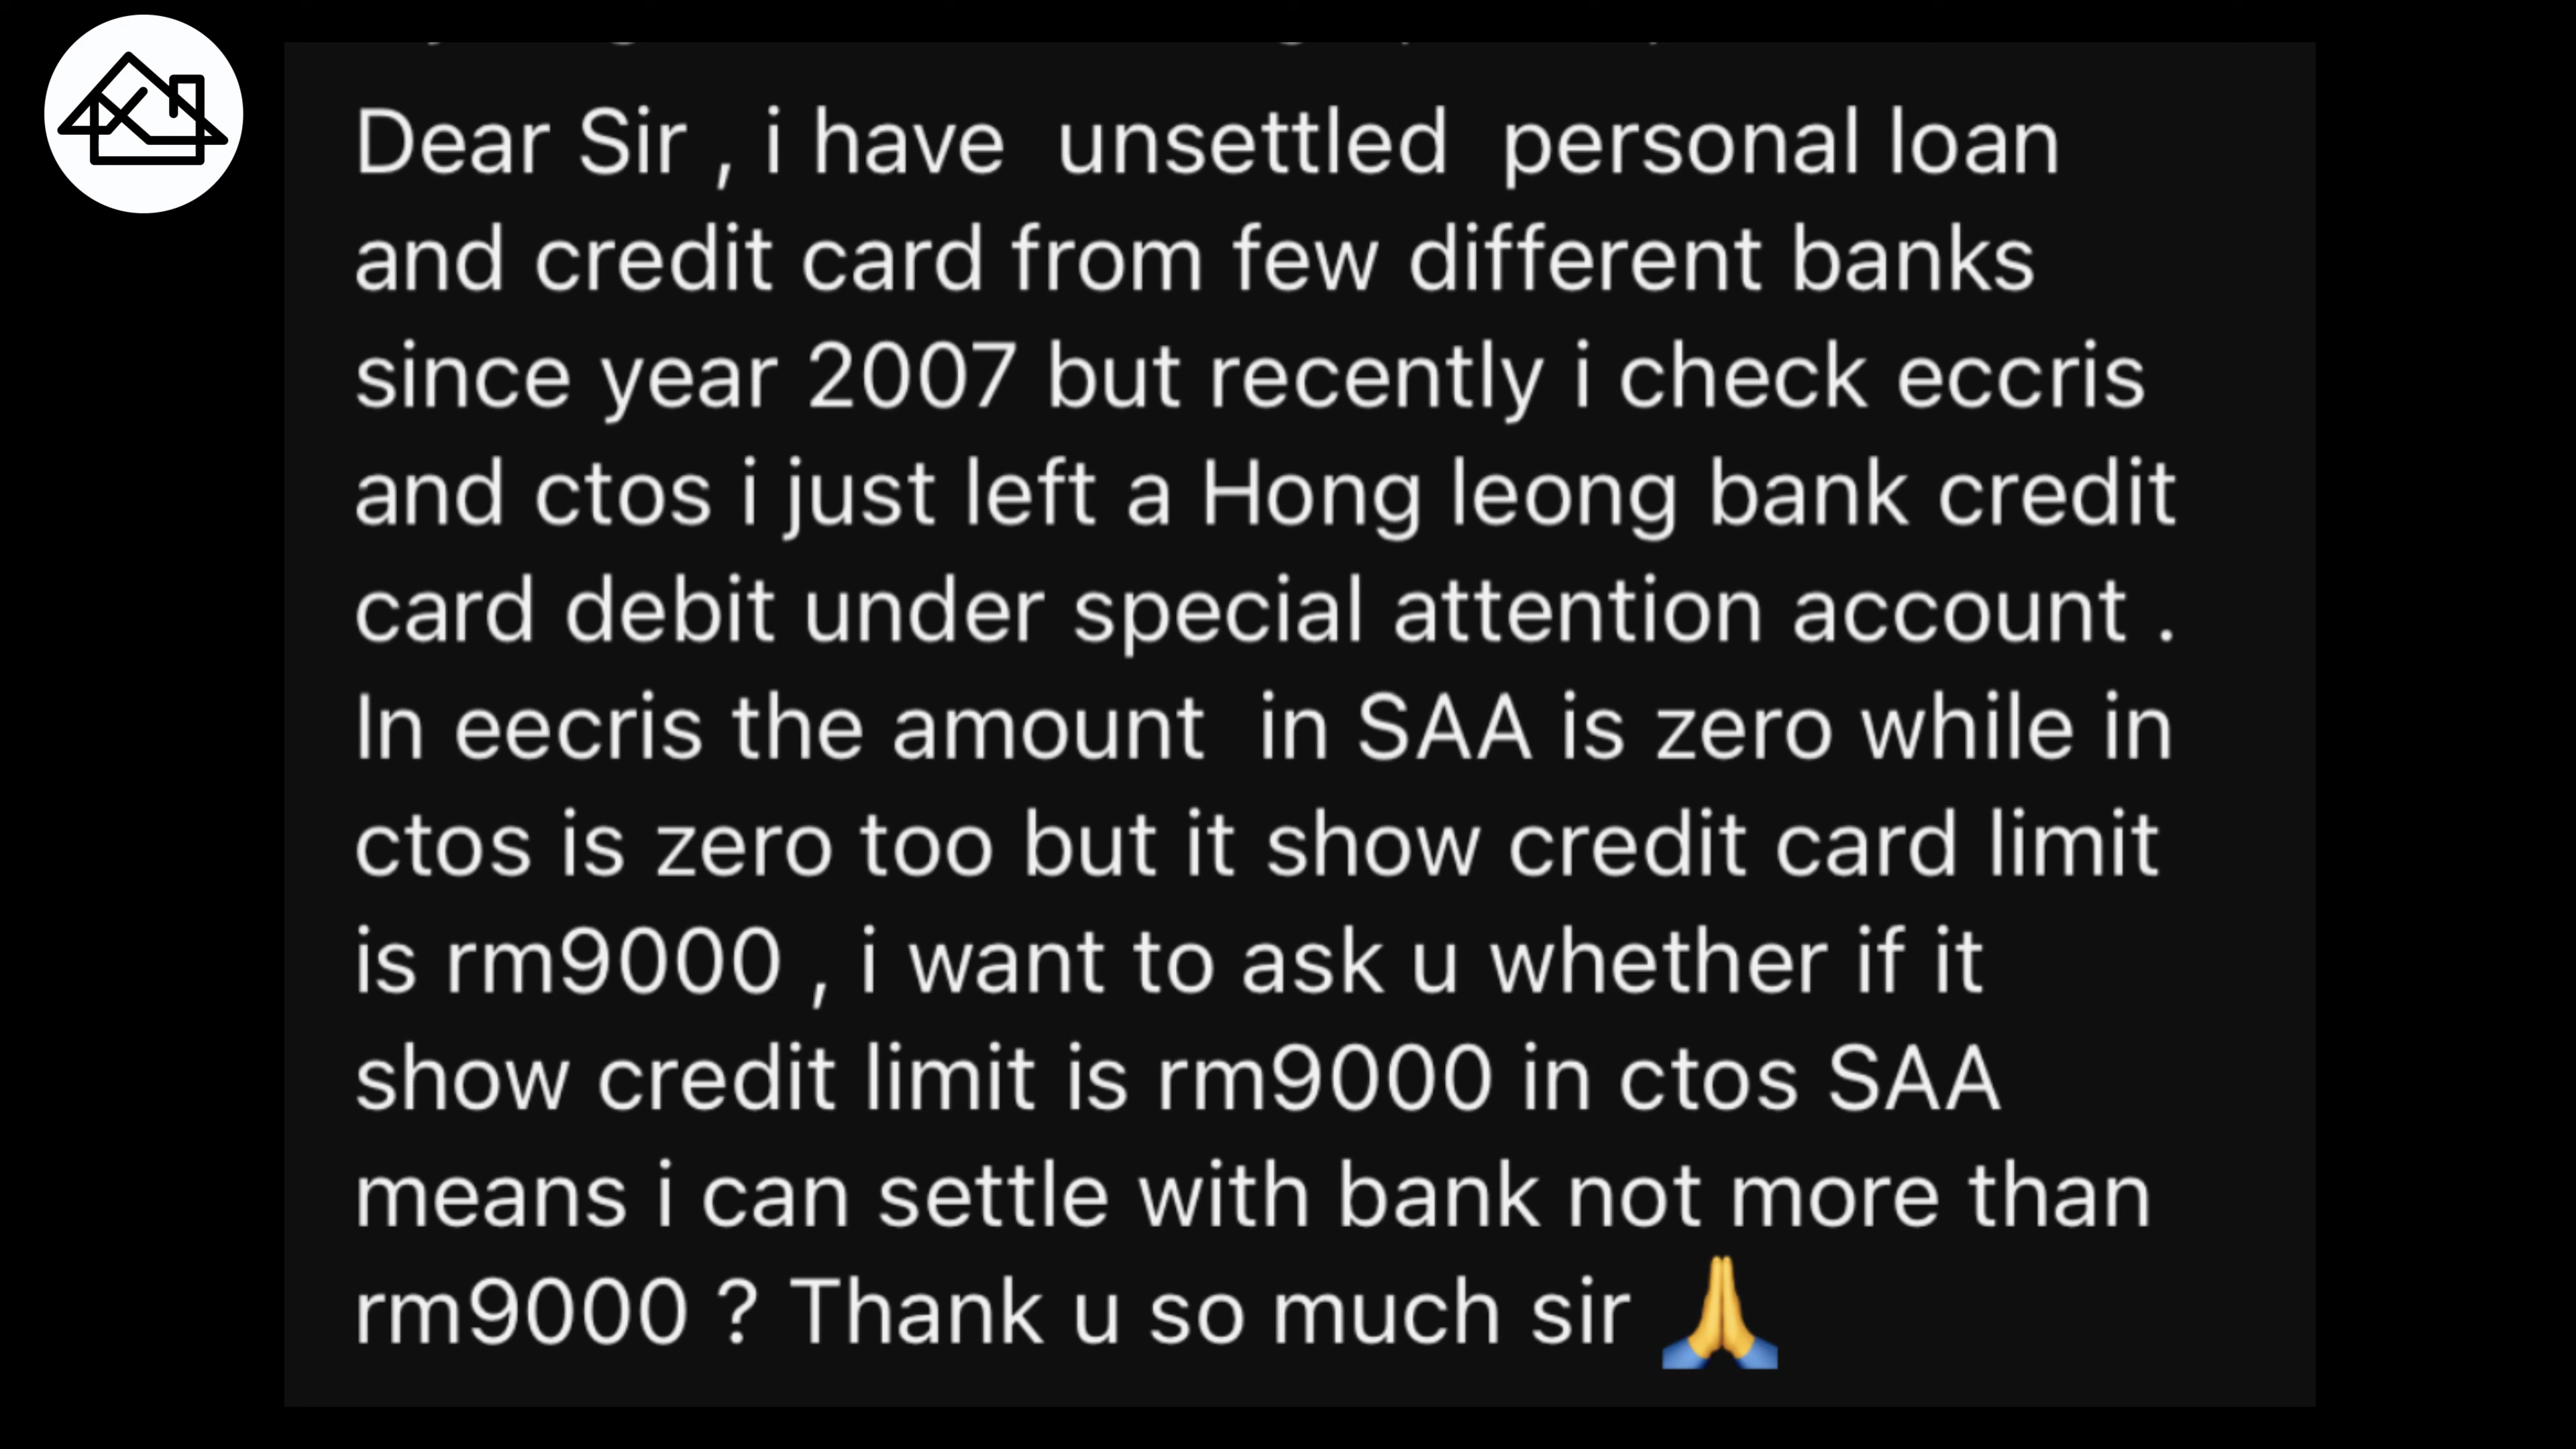 Dear Sir , i have  unsettled  personal loan
and credit card from few different banks
since year 2007 but recently i check eccris
and ctos i just left a Hong leong bank credit
card debit under special attention account .
In eecris the amount  in SAA is zero while in
ctos is zero too but it show credit card limit
is rm9000 , i want to ask u whether if it
show credit limit is rm9000 in ctos SAA
means i can settle with bank not more than
rm9000 ? Thank u so much sir 🙏